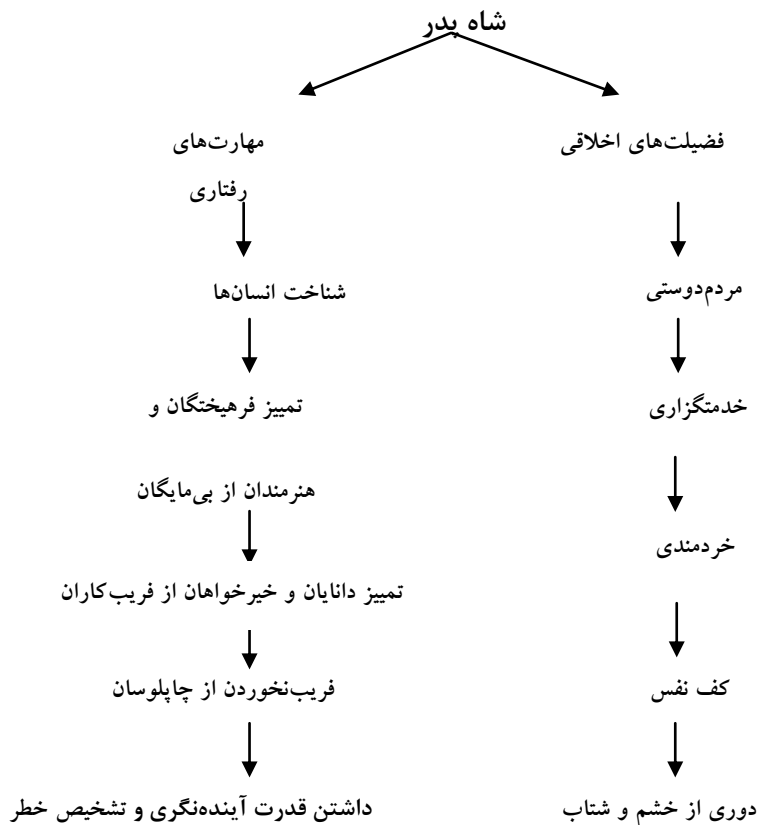 شاه پدر
فضیلت‌های اخلاقی
مهارت‌های
رفتاری
مردم‌دوستی
شناخت انسان‌ها
خدمتگزاری
تمییز فرهیختگان و
هنرمندان از بی‌مایگان
خردمندی
تمییز دانایان و خیرخواهان از فریب‌کاران
کف نفس
فریب‌نخوردن از چاپلوسان
دوری از خشم و شتاب
داشتن قدرت آینده‌نگری و تشخیص خطر